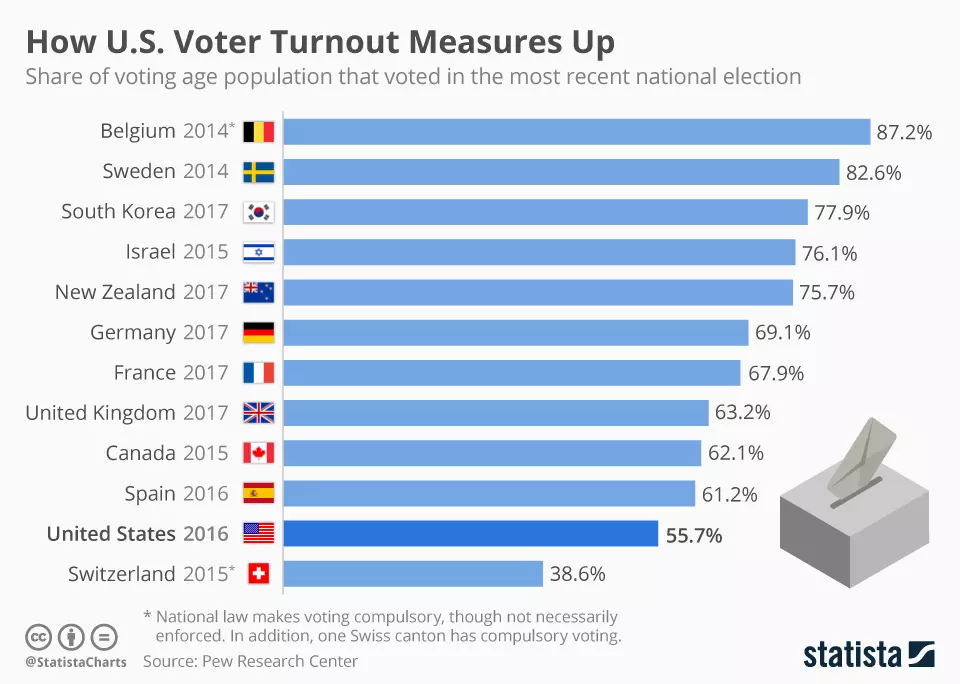 How U.S. Voter Turnout Measures Up
Share of voting age population that voted in the most recent national election
Belgium 2014* 87.2%
Sweden 2014 82.6%
South Korea 2017 77.9%
Israel 2015 76.1%
New Zealand 2017 75.7%
Germany 2017 69.1%
France 2017 67.9%
United Kingdom 2017 63.2%
Canada 2015 62.1%
Spain 2016 61.2%
United States 2016 55.7%
Switzerland 2015* 38.6%
* National law makes voting compulsory, though not necessarily
enforced. In addition, one Swiss canton has compulsory voting.
cc
@StatistaCharts Source: Pew Research Center
statista